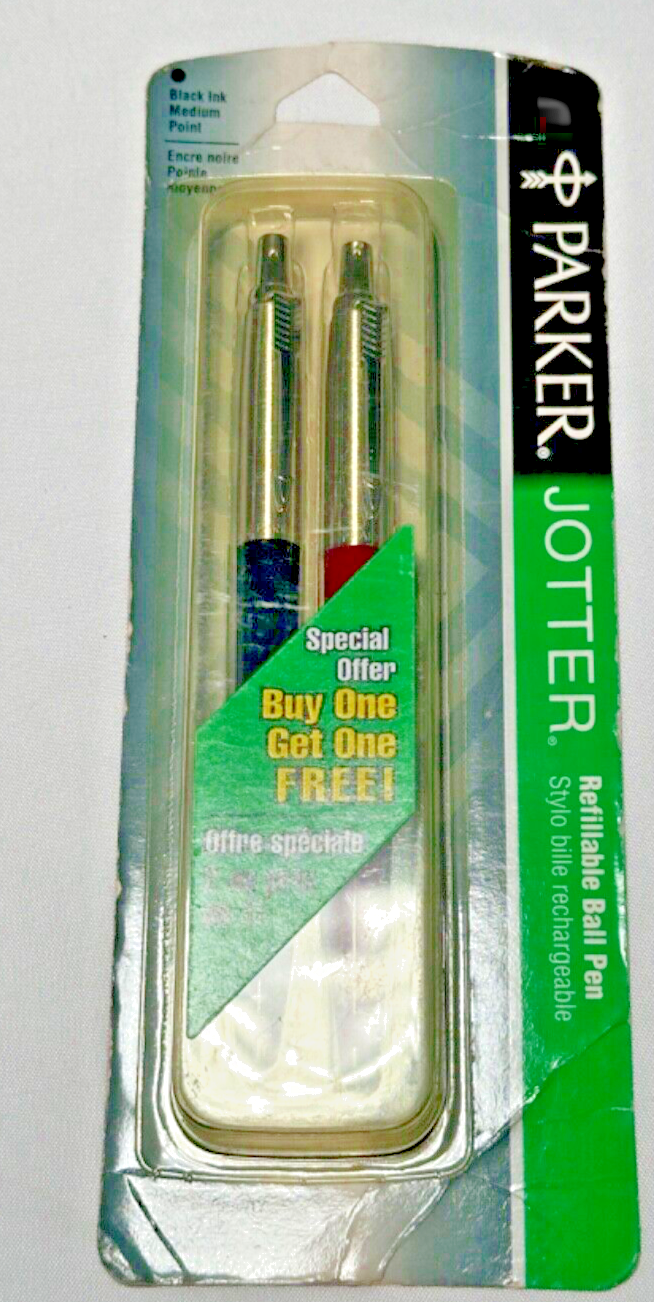 Black Ink
Medium
Point
Encre noire
Pointe
moyenne
PARKER®
JOTTER®
Refillable Ball Pen
Stylo bille rechargeable
Special
Offer
Buy One
Get One
FREE!
Offre spéciale